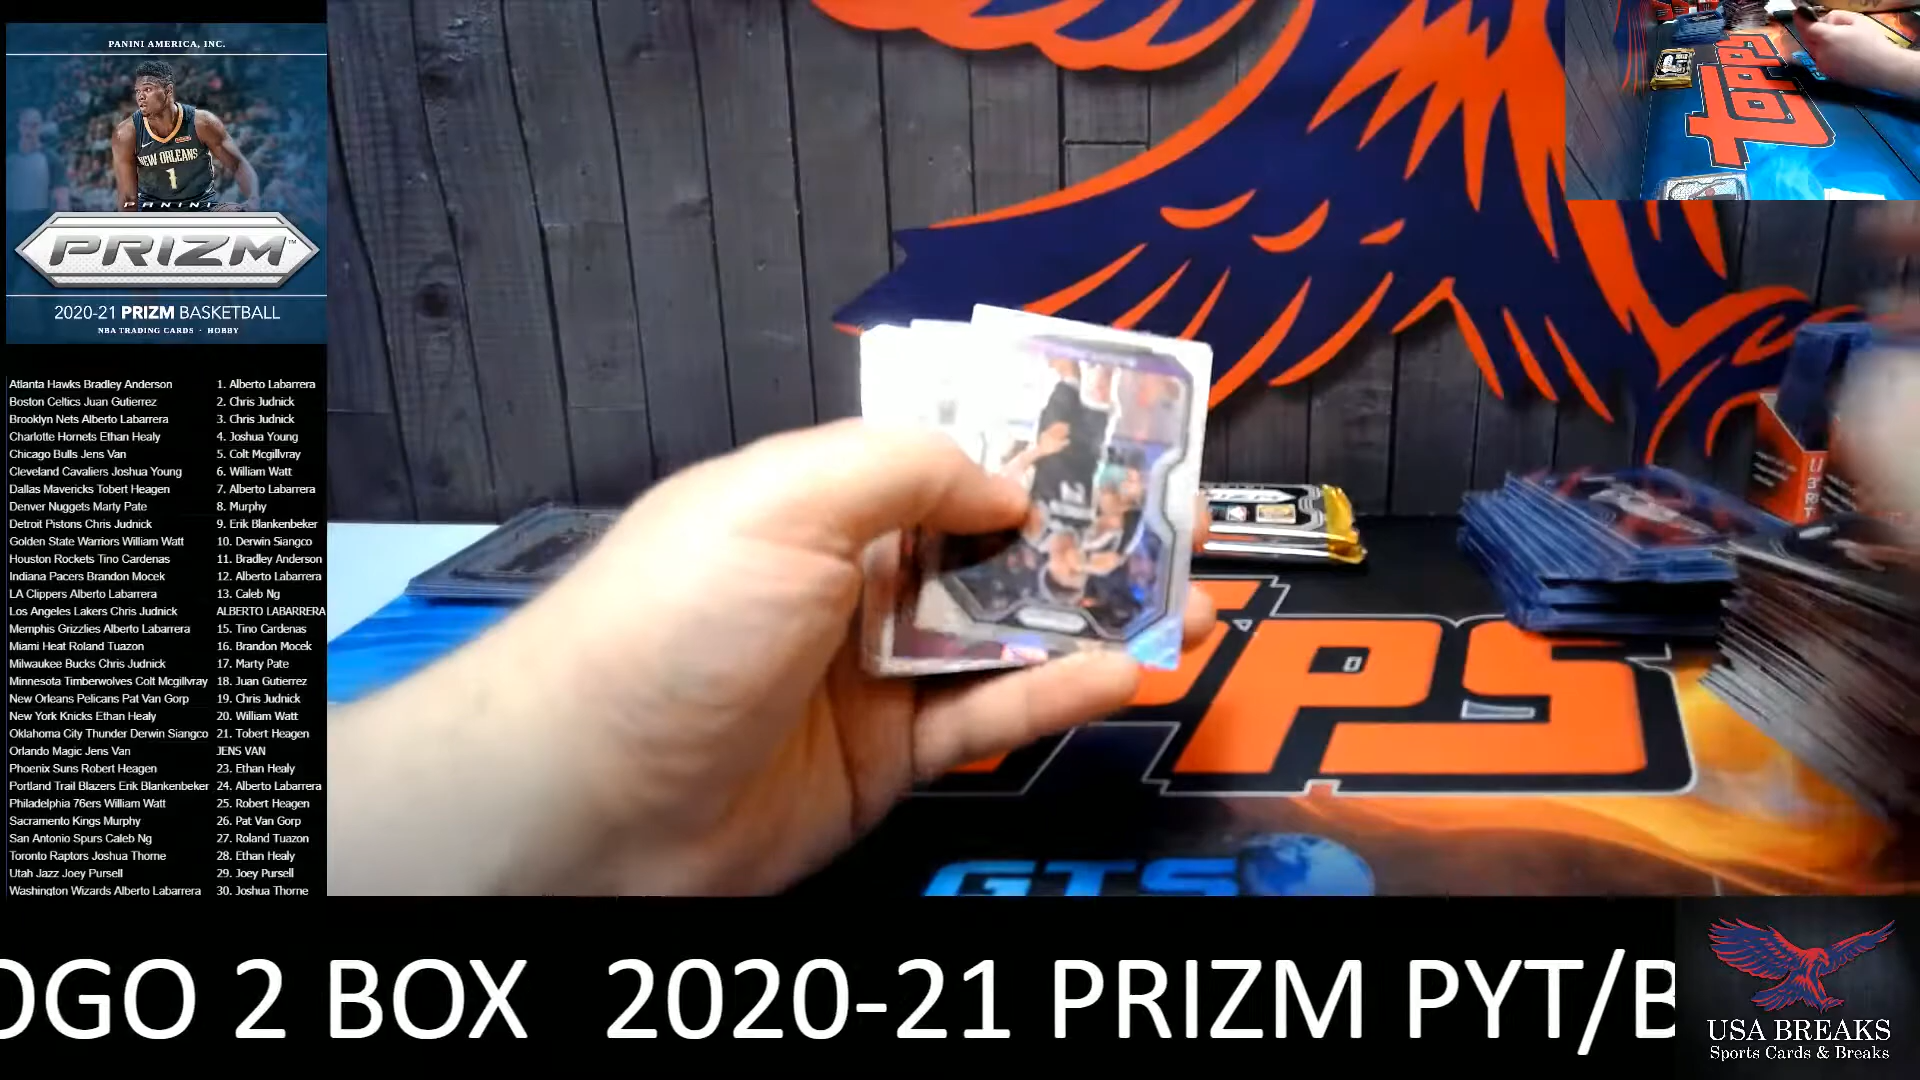 PANINI AMERICA, INC.
NEW ORLEANS
1
PANINI
PRIZM™
2020-21 PRIZM BASKETBALL
NBA TRADING CARDS · HOBBY
Atlanta Hawks Bradley Anderson 1. Alberto Labarrera
Boston Celtics Juan Gutierrez 2. Chris Judnick
Brooklyn Nets Alberto Labarrera 3. Chris Judnick
Charlotte Hornets Ethan Healy 4. Joshua Young
Chicago Bulls Jens Van 5. Colt Mcgillvray
Cleveland Cavaliers Joshua Young 6. William Watt
Dallas Mavericks Tobert Heagen 7. Alberto Labarrera
Denver Nuggets Marty Pate 8. Murphy
Detroit Pistons Chris Judnick 9. Erik Blankenbeker
Golden State Warriors William Watt 10. Derwin Siangco
Houston Rockets Tino Cardenas 11. Bradley Anderson
Indiana Pacers Brandon Mocek 12. Alberto Labarrera
LA Clippers Alberto Labarrera 13. Caleb Ng
Los Angeles Lakers Chris Judnick ALBERTO LABARRERA
Memphis Grizzlies Alberto Labarrera 15. Tino Cardenas
Miami Heat Roland Tuazon 16. Brandon Mocek
Milwaukee Bucks Chris Judnick 17. Marty Pate
Minnesota Timberwolves Colt Mcgillvray 18. Juan Gutierrez
New Orleans Pelicans Pat Van Gorp 19. Chris Judnick
New York Knicks Ethan Healy 20. William Watt
Oklahoma City Thunder Derwin Siangco 21. Tobert Heagen
Orlando Magic Jens Van JENS VAN
Phoenix Suns Robert Heagen 23. Ethan Healy
Portland Trail Blazers Erik Blankenbeker 24. Alberto Labarrera
Philadelphia 76ers William Watt 25. Robert Heagen
Sacramento Kings Murphy 26. Pat Van Gorp
San Antonio Spurs Caleb Ng 27. Roland Tuazon
Toronto Raptors Joshua Thorne 28. Ethan Healy
Utah Jazz Joey Pursell 29. Joey Pursell
Washington Wizards Alberto Labarrera 30. Joshua Thorne
PRIZM
PPS
GTS
OGO 2 BOX 2020-21 PRIZM PYT/B
USA BREAKS
Sports Cards & Breaks